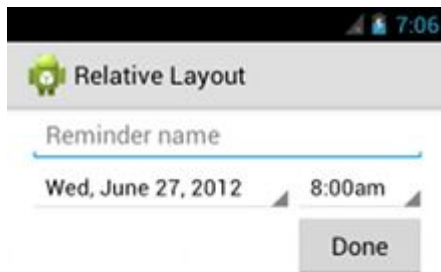 7:06
Relative Layout
Reminder name
Wed, June 27, 2012 8:00am
Done